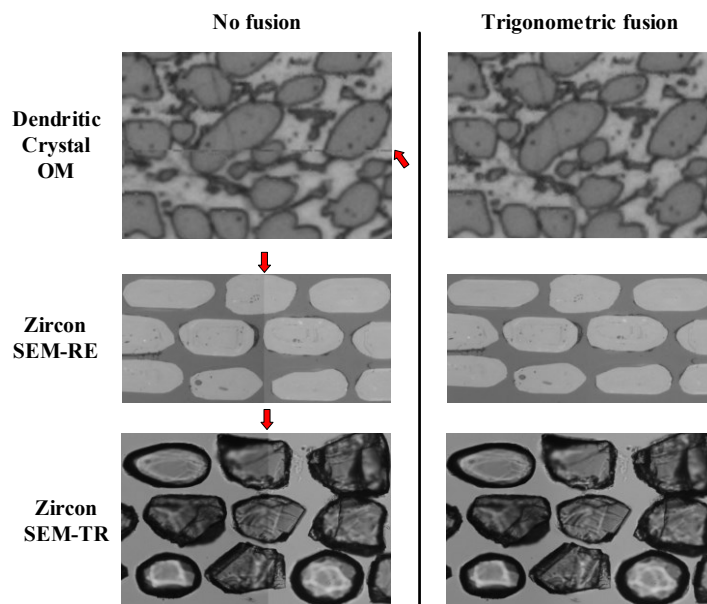 No fusion
Trigonometric fusion
Dendritic
Crystal
OM
Zircon
SEM-RE
Zircon
SEM-TR